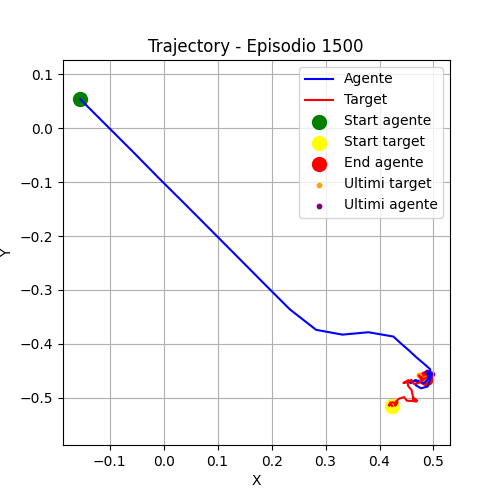 Trajectory - Episodio 1500
Agente
Target
Start agente
Start target
End agente
Ultimi target
Ultimi agente
0.1
0.0
−0.1
−0.2
−0.3
−0.4
−0.5
Y
−0.1
0.0
0.1
0.2
0.3
0.4
0.5
X